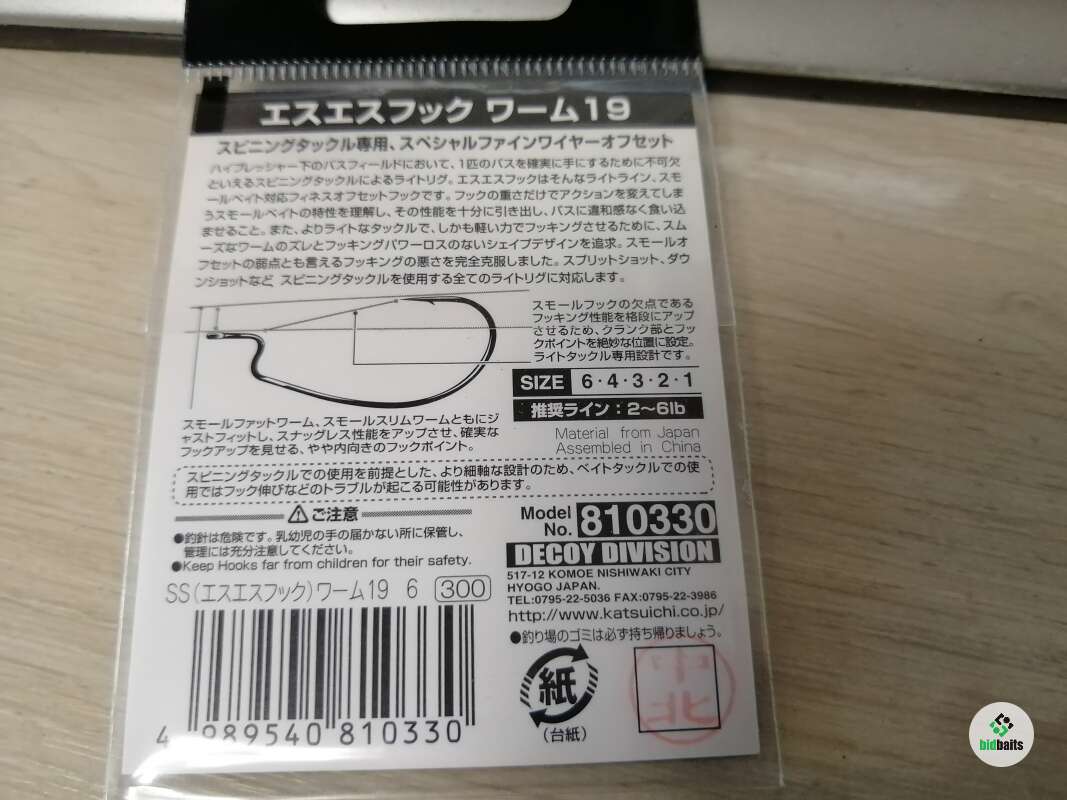 エスエスフック ワーム19
スピニングタックル専用、スペシャルファインワイヤーオフセット
ハイプレッシャー下のバスフィールドにおいて、1匹のバスを確実に手にするために不可欠
といえるスピニングタックルによるライトリグ。エスエスフックはそんなライトライン、スモ
ールベイト対応フィネスオフセットフックです。フックの重さだけでアクションを変えてしま
うスモールベイトの特性を理解し、その性能を十分に引き出し、バスに違和感なく食い込
ませること。また、よりライトなタックルで、しかも軽い力でフッキングさせるために、スム
ーズなワームのズレとフッキングパワーロスのないシェイプデザインを追求。スモールオ
フセットの弱点とも言えるフッキングの悪さを完全克服しました。スプリットショット、ダウ
ンショットなど スピニングタックルを使用する全てのライトリグに対応します。
スモールフックの欠点である
フッキング性能を格段にアップ
させるため、クランク部とフッ
クポイントを絶妙な位置に設定。
ライトタックル専用設計です。
SIZE 6・4・3・2・1
推奨ライン：2〜6lb
スモールファットワーム、スモールスリムワームともにジ
ャストフィットし、スナッグレス性能をアップさせ、確実な
フックアップを見せる、やや内向きのフックポイント。
Material from Japan
Assembled in China
スピニングタックルでの使用を前提とした、より細軸な設計のため、ベイトタックルでの使
用ではフック伸びなどのトラブルが起こる可能性があります。
ご注意
●釣針は危険です。乳幼児の手の届かない所に保管し、
管理には充分注意してください。
●Keep Hooks far from children for their safety.
SS(エスエスフック)ワーム19 6 300
4 989540 810330
Model No. 810330
DECOY DIVISION
517-12 KOMOE NISHIWAKI CITY
HYOGO JAPAN.
TEL:0795-22-5036 FAX:0795-22-3986
http://www.katsuichi.co.jp/
●釣り場のゴミは必ず持ち帰りましょう。
紙
(台紙)
中北
bidbaits